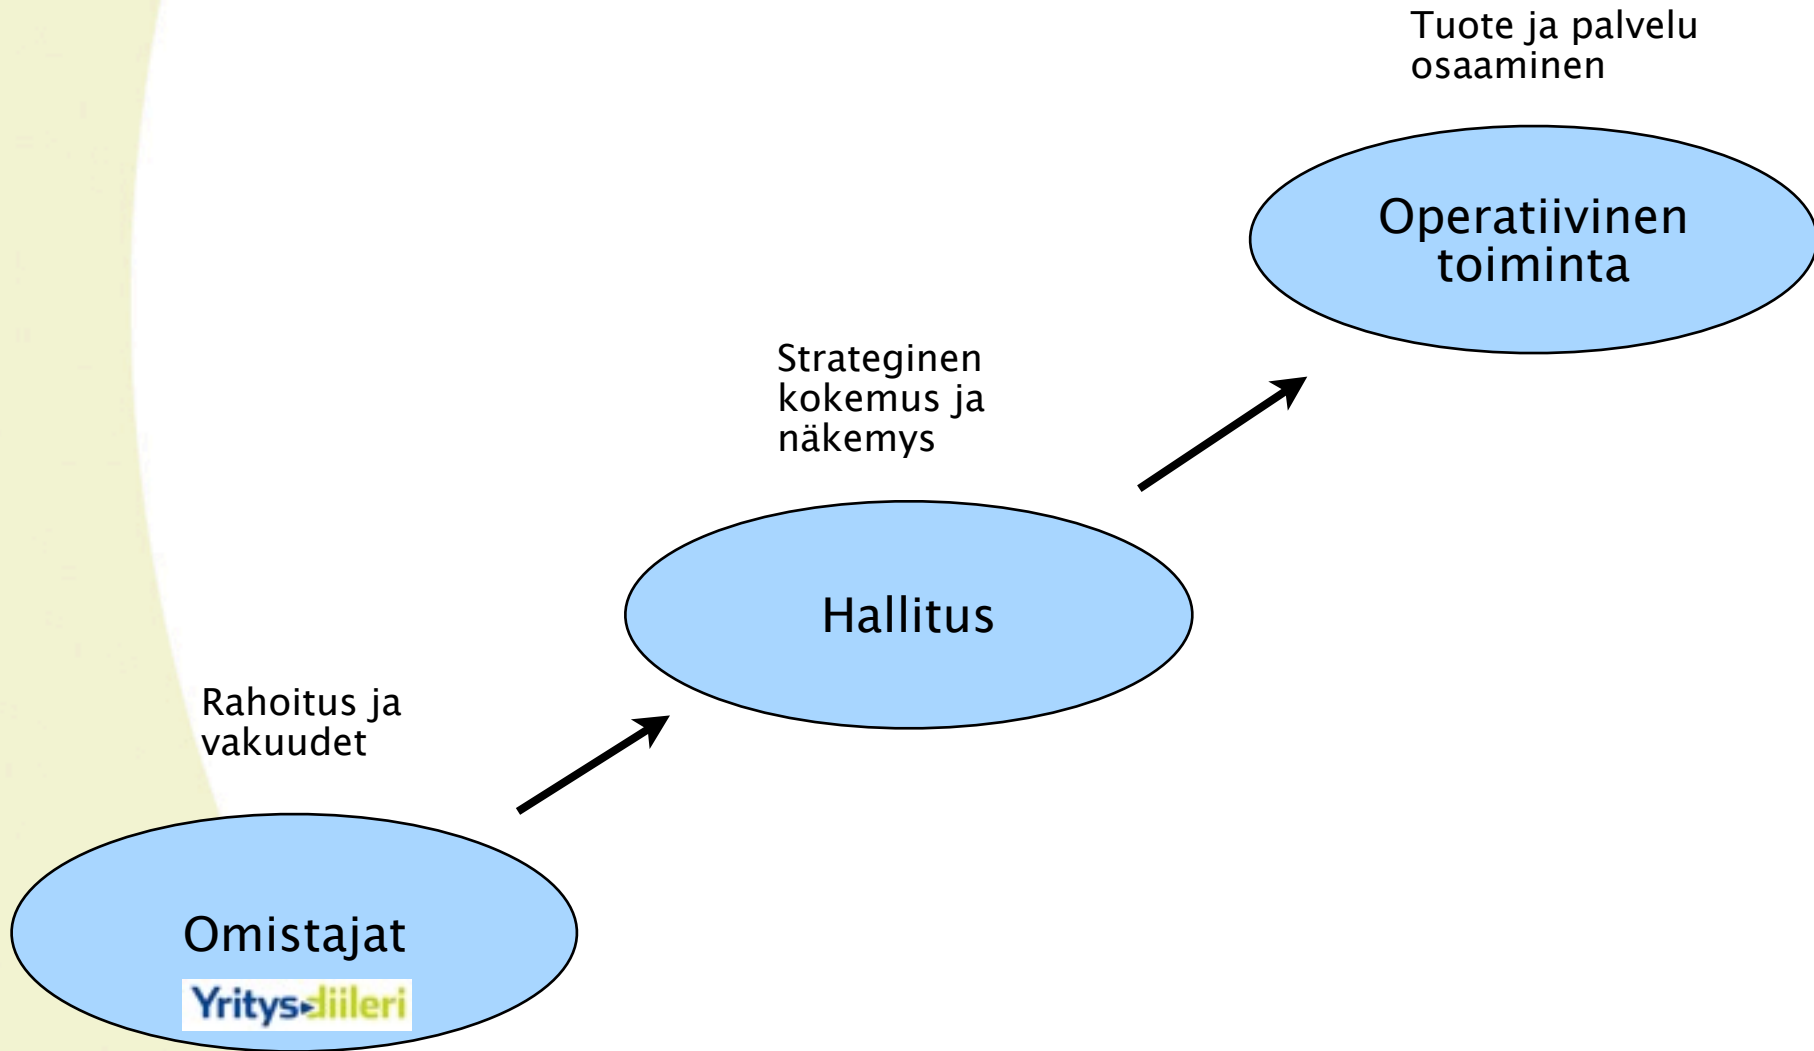 Tuote ja palvelu
osaaminen
Operatiivinen
toiminta
Strateginen
kokemus ja
näkemys
Hallitus
Rahoitus ja
vakuudet
Omistajat
Yritysdiileri